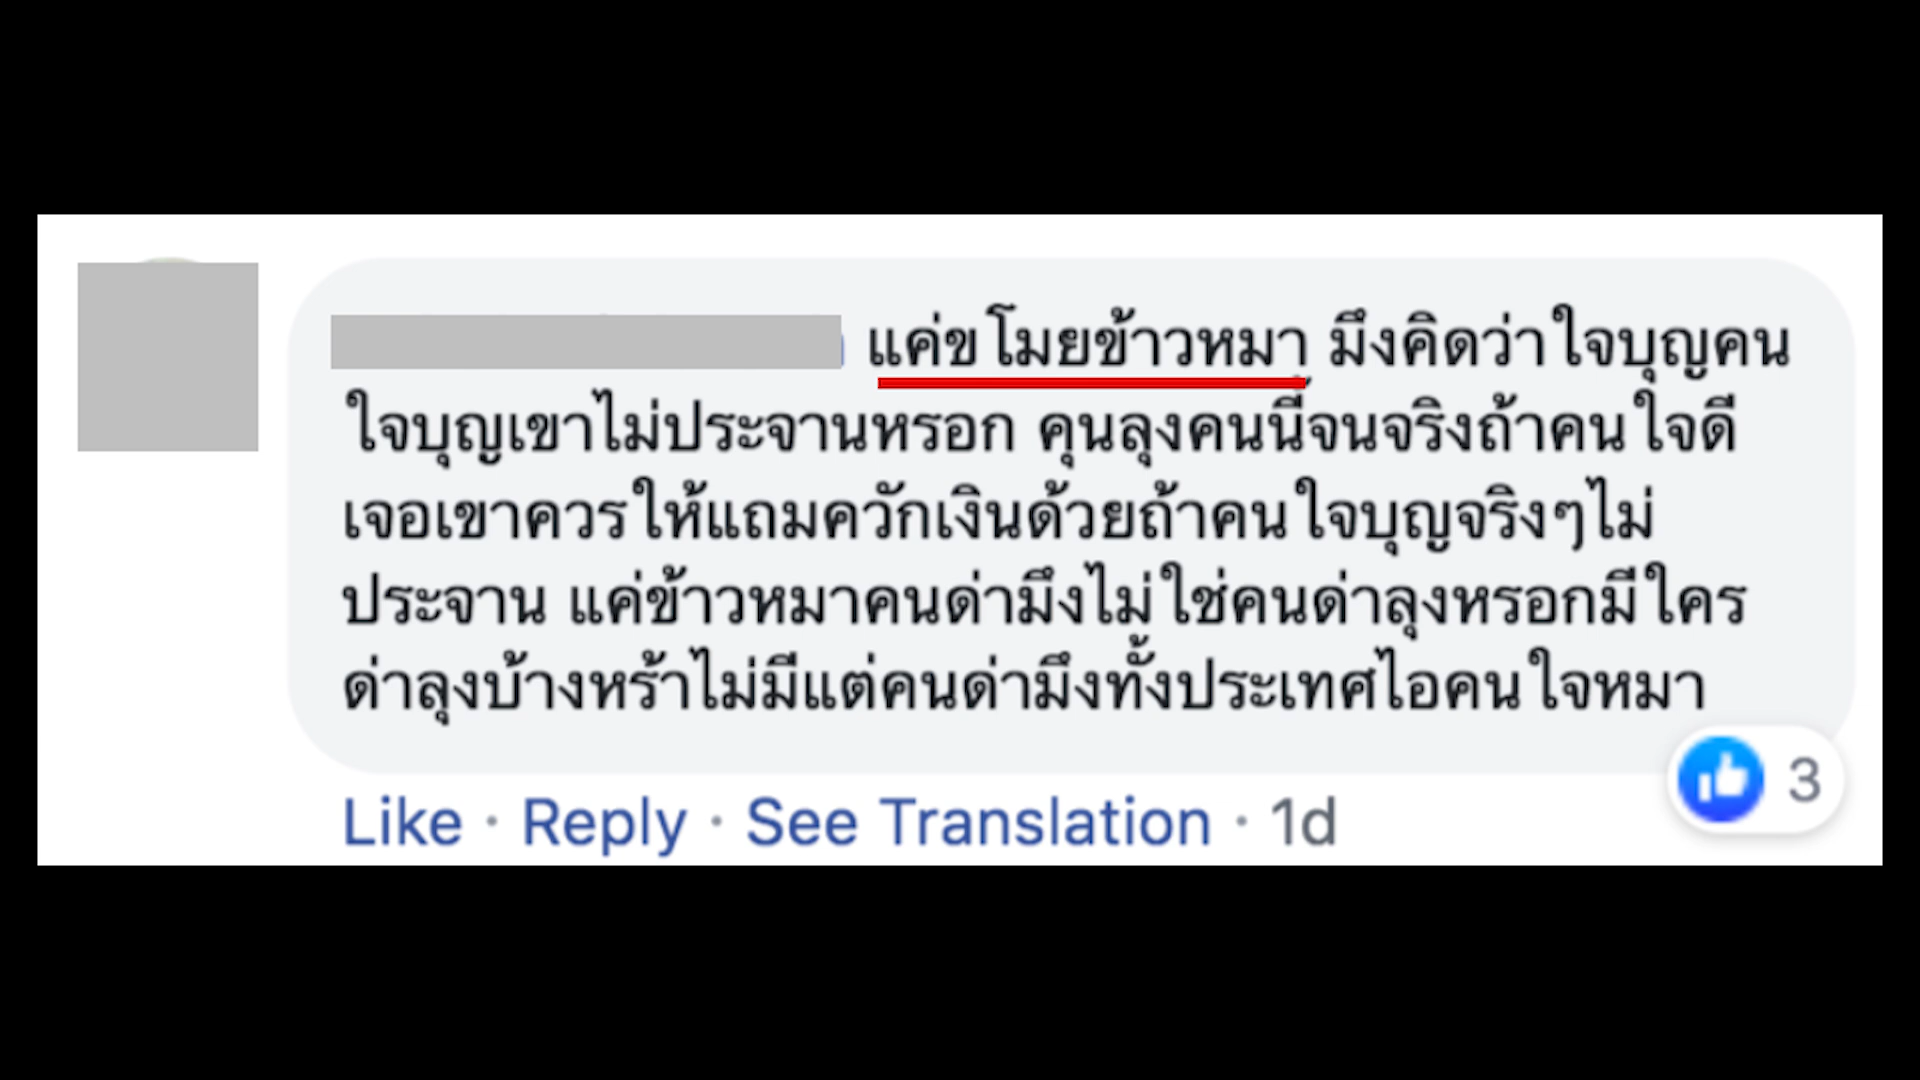 แค่ขโมยข้าวหมา มึงคิดว่าใจบุญคน
ใจบุญเขาไม่ประจานหรอก คุนลุงคนนี้จนจริงถ้าคนใจดี
เจอเขาควรให้แถมควักเงินด้วยถ้าคนใจบุญจริงๆไม่
ประจาน แค่ข้าวหมาคนด่ามึงไม่ใช่คนด่าลุงหรอกมีใคร
ด่าลุงบ้างหร้าไม่มีแต่คนด่ามึงทั้งประเทศไอคนใจหมา
3
Like · Reply · See Translation · 1d